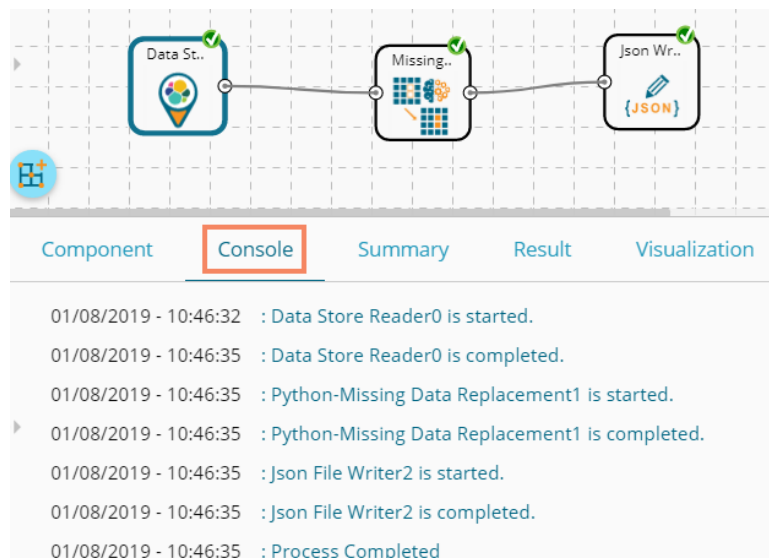 Data St..
Missing..
Json Wr..
{JSON}
Component Console Summary Result Visualization
01/08/2019 - 10:46:32 : Data Store Reader0 is started.
01/08/2019 - 10:46:35 : Data Store Reader0 is completed.
01/08/2019 - 10:46:35 : Python-Missing Data Replacement1 is started.
01/08/2019 - 10:46:35 : Python-Missing Data Replacement1 is completed.
01/08/2019 - 10:46:35 : Json File Writer2 is started.
01/08/2019 - 10:46:35 : Json File Writer2 is completed.
01/08/2019 - 10:46:35 : Process Completed